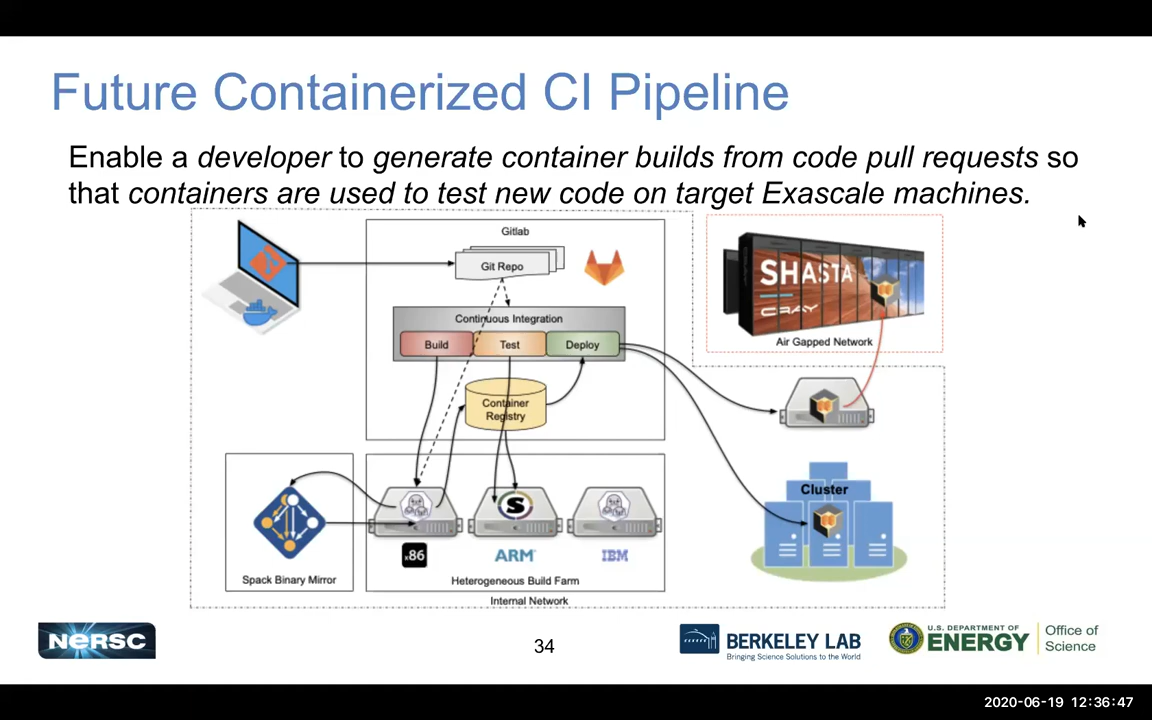 Future Containerized CI Pipeline
Enable a developer to generate container builds from code pull requests so
that containers are used to test new code on target Exascale machines.
Gitlab
Git Repo
Continuous Integration
Build
Test
Deploy
Container
Registry
SHASTA
CRAY
Air Gapped Network
Cluster
Spack Binary Mirror
x86
S
ARM
IBM
Heterogeneous Build Farm
Internal Network
NERSC
34
BERKELEY LAB
Bringing Science Solutions to the World
U.S. DEPARTMENT OF
ENERGY
Office of
Science
2020-06-19 12:36:47